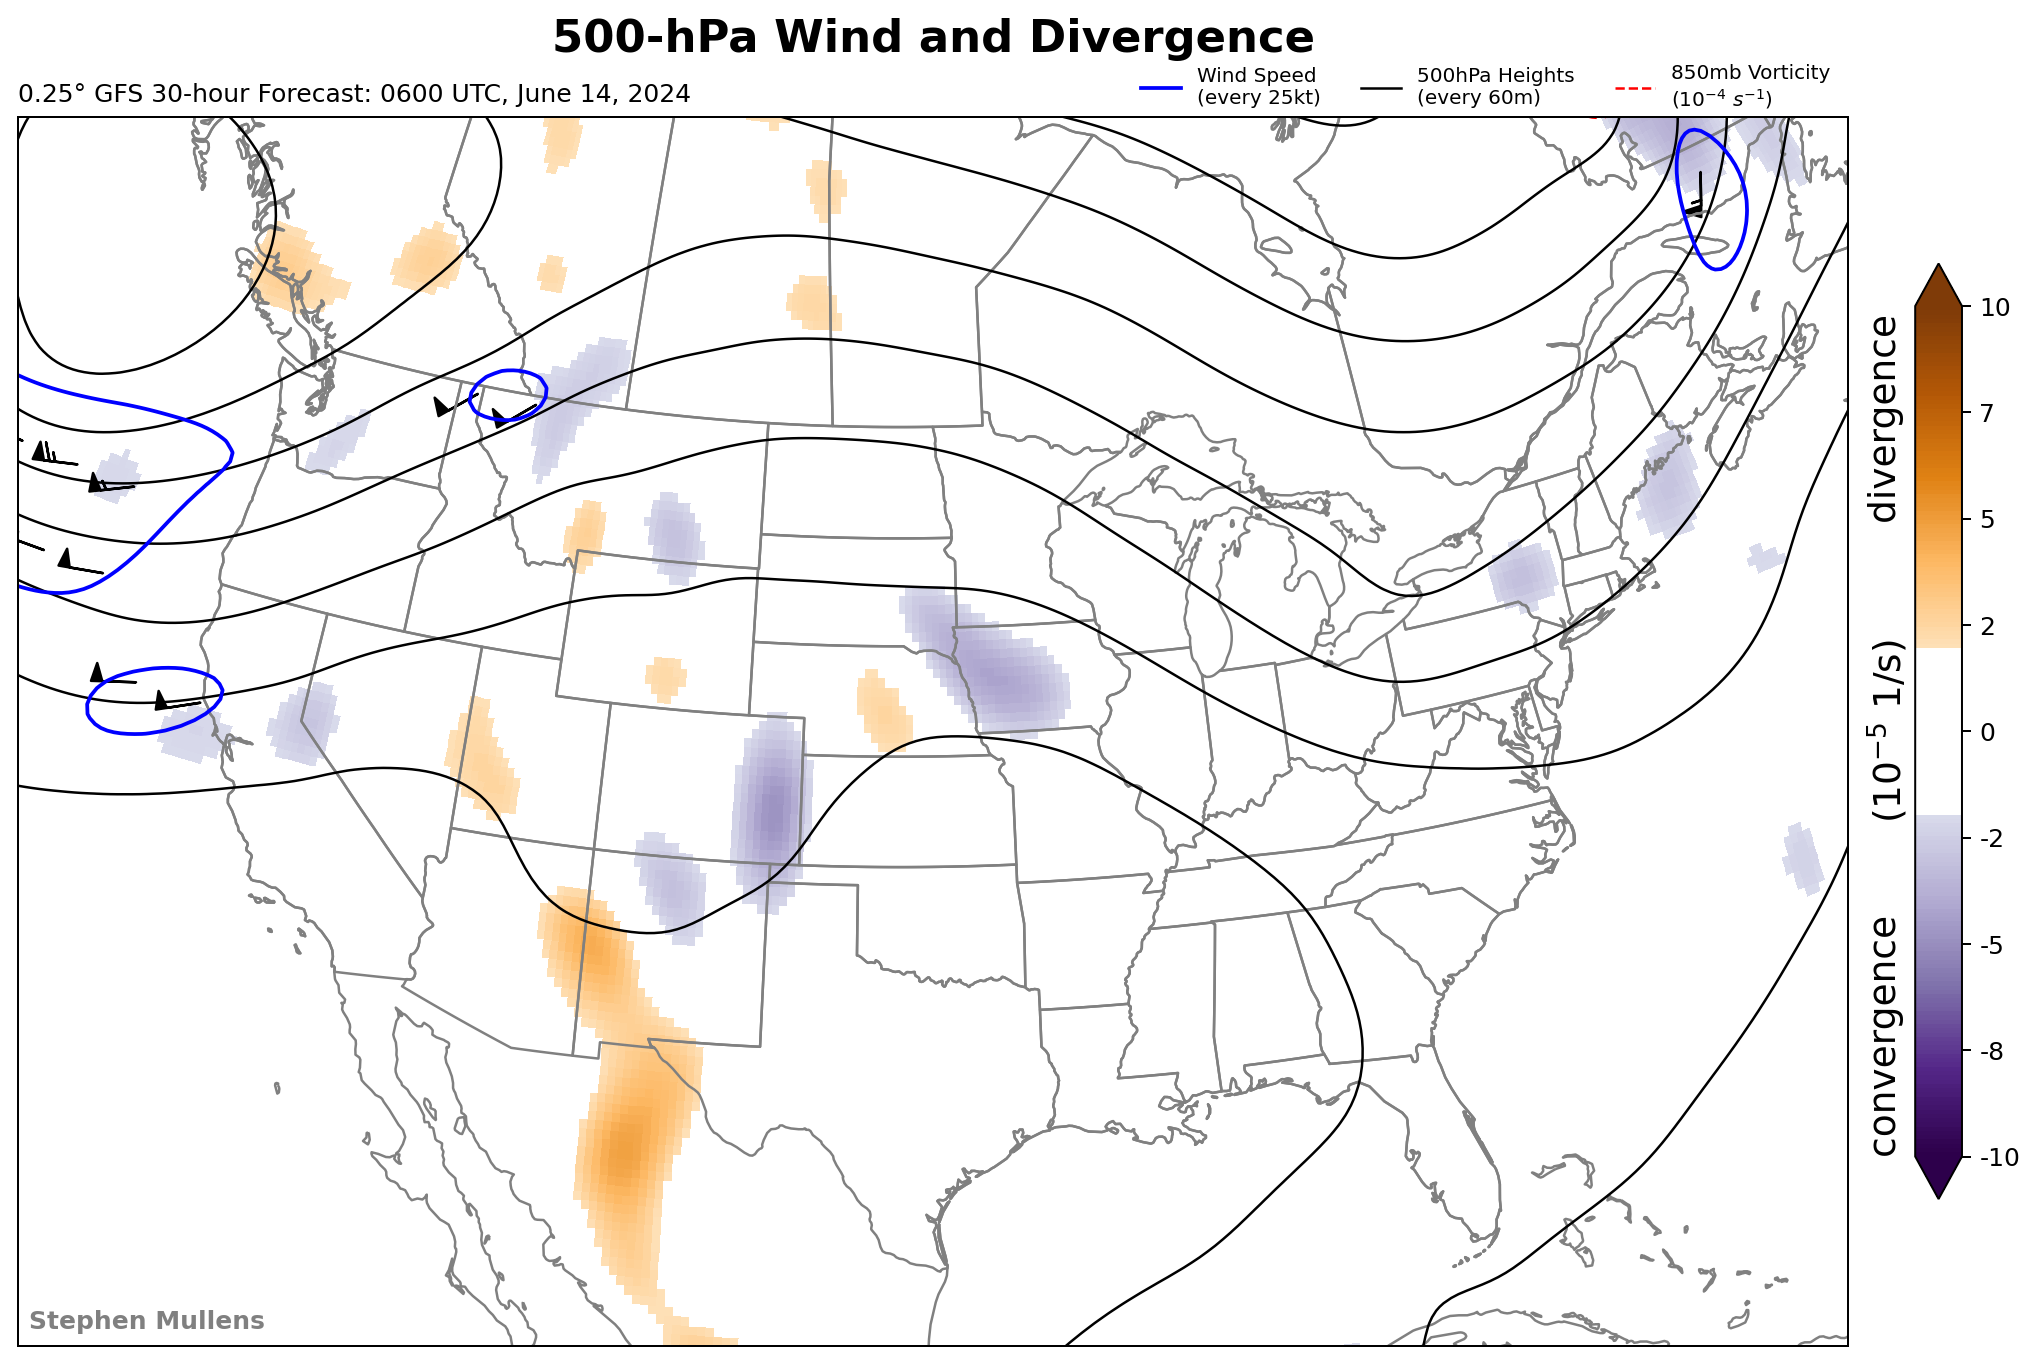 500-hPa Wind and Divergence
0.25° GFS 30-hour Forecast: 0600 UTC, June 14, 2024
Wind Speed
(every 25kt)
500hPa Heights
(every 60m)
850mb Vorticity
(10⁻⁴ s⁻¹)
10
7
5
2
0
-2
-5
-8
-10
convergence (10⁻⁵ 1/s) divergence
Stephen Mullens